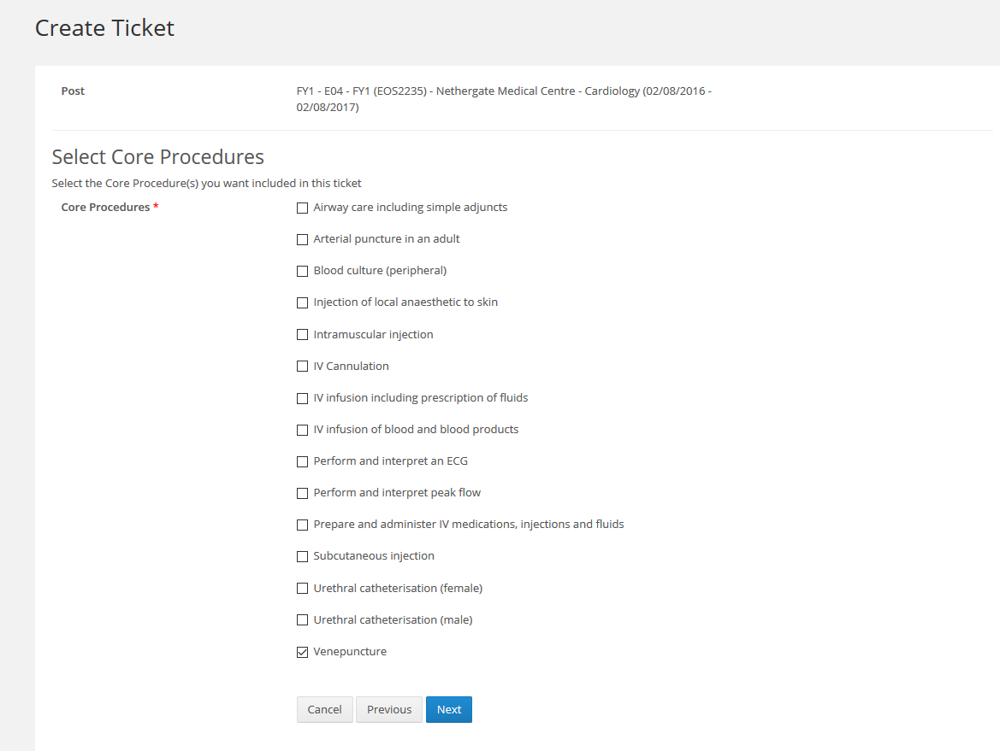 Create Ticket
Post
FY1 - E04 - FY1 (EOS2235) - Nethergate Medical Centre - Cardiology (02/08/2016 -
02/08/2017)
Select Core Procedures
Select the Core Procedure(s) you want included in this ticket
Core Procedures *
Airway care including simple adjuncts
Arterial puncture in an adult
Blood culture (peripheral)
Injection of local anaesthetic to skin
Intramuscular injection
IV Cannulation
IV infusion including prescription of fluids
IV infusion of blood and blood products
Perform and interpret an ECG
Perform and interpret peak flow
Prepare and administer IV medications, injections and fluids
Subcutaneous injection
Urethral catheterisation (female)
Urethral catheterisation (male)
Venepuncture
Cancel Previous Next